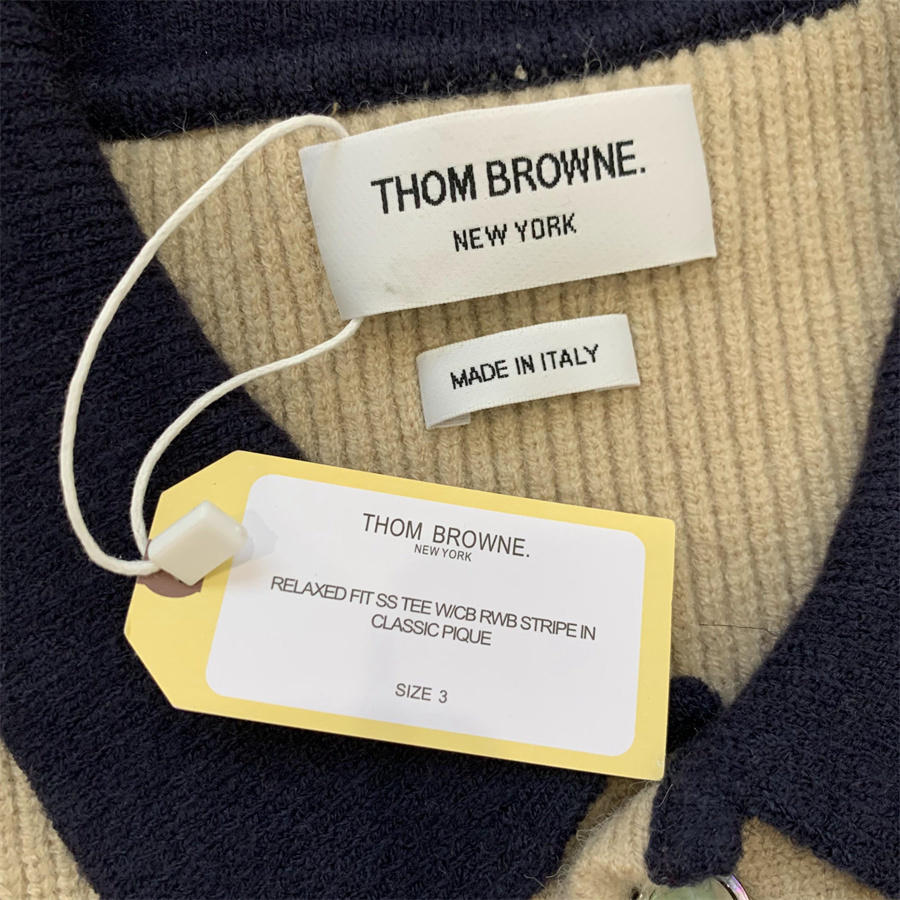 THOM BROWNE.
NEW YORK
MADE IN ITALY
THOM BROWNE.
NEW YORK
RELAXED FIT SS TEE W/CB RWB STRIPE IN
CLASSIC PIQUE
SIZE 3